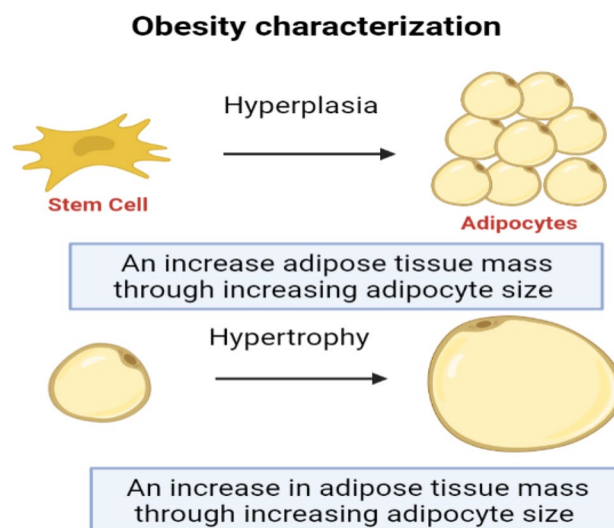 Obesity characterization
Hyperplasia
Stem Cell
Adipocytes
An increase adipose tissue mass
through increasing adipocyte size
Hypertrophy
An increase in adipose tissue mass
through increasing adipocyte size